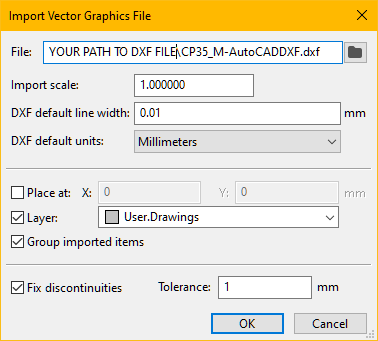 Import Vector Graphics File
File: YOUR PATH TO DXF FILE\CP35_M-AutoCADDXF.dxf
Import scale: 1.000000
DXF default line width: 0.01 mm
DXF default units: Millimeters
Place at: X: 0 Y: 0 mm
Layer: User.Drawings
Group imported items
Fix discontinuities Tolerance: 1 mm
OK Cancel